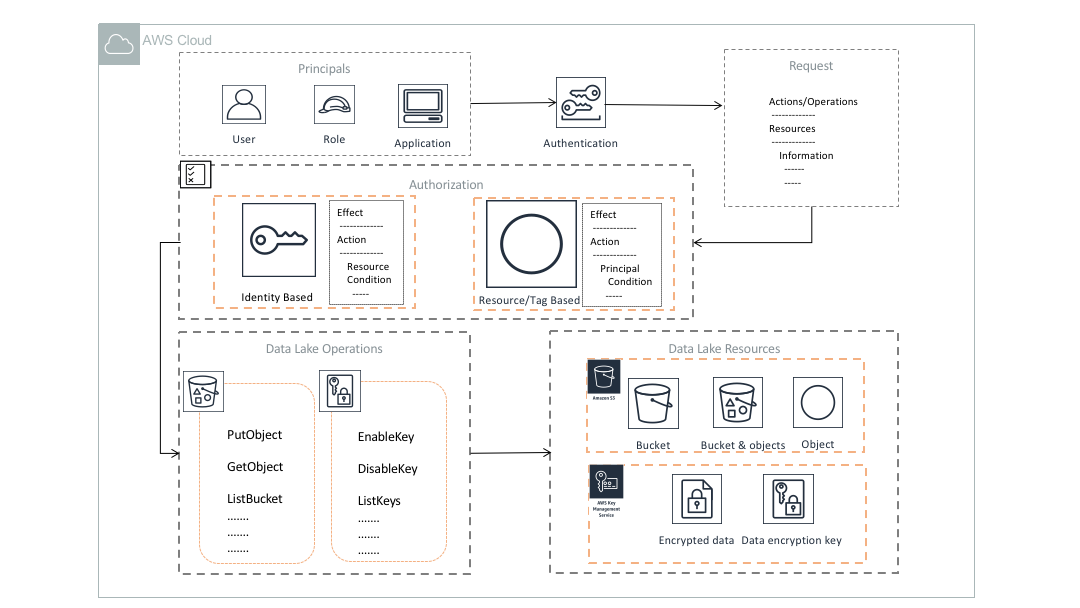 AWS Cloud
Principals
User
Role
Application
Authentication
Request
Actions/Operations
-------------
Resources
-------------
Information
------
-----
Authorization
Identity Based
Effect
-------------
Action
-------------
Resource
Condition
-----
Resource/Tag Based
Effect
-------------
Action
-------------
Principal
Condition
-----
Data Lake Operations
PutObject
GetObject
ListBucket
.......
.......
.......
EnableKey
DisableKey
ListKeys
.......
.......
.......
Data Lake Resources
Amazon S3
Bucket
Bucket & objects
Object
AWS Key
Management
Service
Encrypted data
Data encryption key